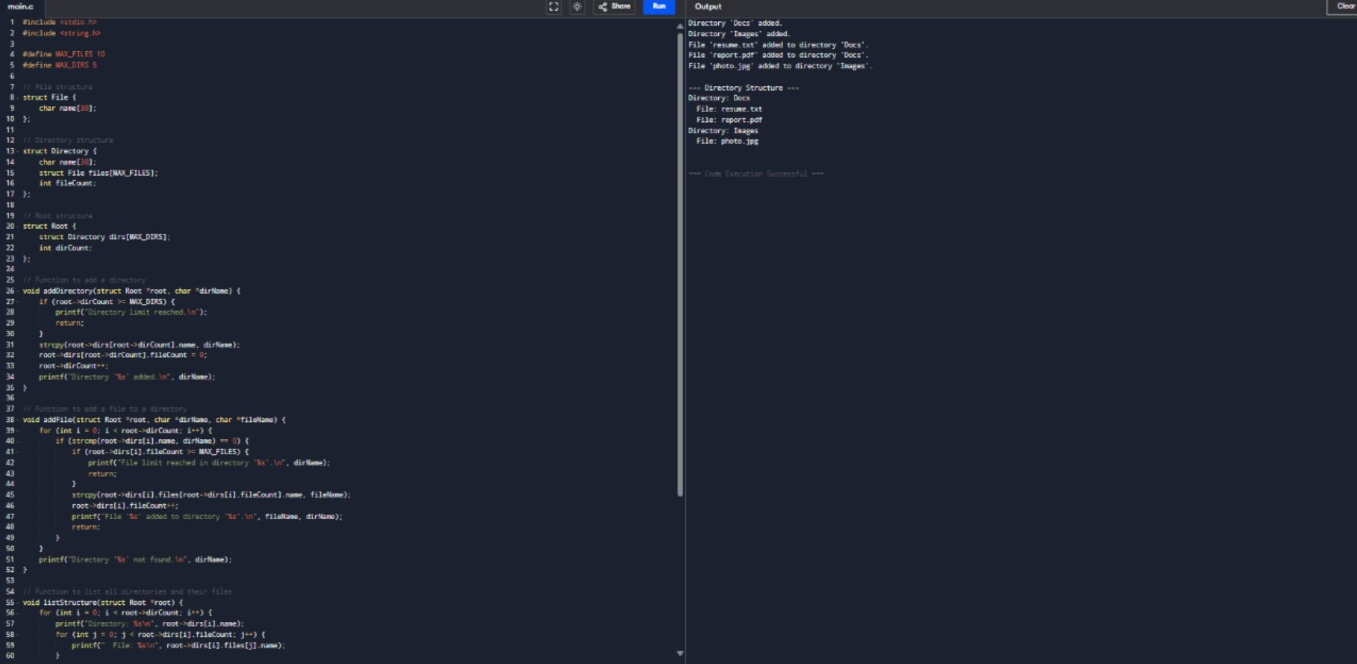 main.c
Share
Run
Output
Clear
1 #include <stdio.h>
2 #include <string.h>
3
4 #define MAX_FILES 10
5 #define MAX_DIRS 5
6
7 // File structure
8 struct File {
9 char name[30];
10 };
11
12 // Directory structure
13 struct Directory {
14 char name[30];
15 struct File files[MAX_FILES];
16 int fileCount;
17 };
18
19 // Root structure
20 struct Root {
21 struct Directory dirs[MAX_DIRS];
22 int dirCount;
23 };
24
25 // Function to add a directory
26 void addDirectory(struct Root *root, char *dirName) {
27 if (root->dirCount >= MAX_DIRS) {
28 printf("Directory limit reached.\n");
29 return;
30 }
31 strcpy(root->dirs[root->dirCount].name, dirName);
32 root->dirs[root->dirCount].fileCount = 0;
33 root->dirCount++;
34 printf("Directory '%s' added.\n", dirName);
35 }
36
37 // Function to add a file to a directory
38 void addFile(struct Root *root, char *dirName, char *fileName) {
39 for (int i = 0; i < root->dirCount; i++) {
40 if (strcmp(root->dirs[i].name, dirName) == 0) {
41 if (root->dirs[i].fileCount >= MAX_FILES) {
42 printf("File limit reached in directory '%s'.\n", dirName);
43 return;
44 }
45 strcpy(root->dirs[i].files[root->dirs[i].fileCount].name, fileName);
46 root->dirs[i].fileCount++;
47 printf("File '%s' added to directory '%s'.\n", fileName, dirName);
48 return;
49 }
50 }
51 printf("Directory '%s' not found.\n", dirName);
52 }
53
54 // Function to list all directories and their files
55 void listStructure(struct Root *root) {
56 for (int i = 0; i < root->dirCount; i++) {
57 printf("Directory: %s\n", root->dirs[i].name);
58 for (int j = 0; j < root->dirs[i].fileCount; j++) {
59 printf("  File: %s\n", root->dirs[i].files[j].name);
60 }
Directory 'Docs' added.
Directory 'Images' added.
File 'resume.txt' added to directory 'Docs'.
File 'report.pdf' added to directory 'Docs'.
File 'photo.jpg' added to directory 'Images'.
--- Directory Structure ---
Directory: Docs
File: resume.txt
File: report.pdf
Directory: Images
File: photo.jpg
=== Code Execution Successful ===